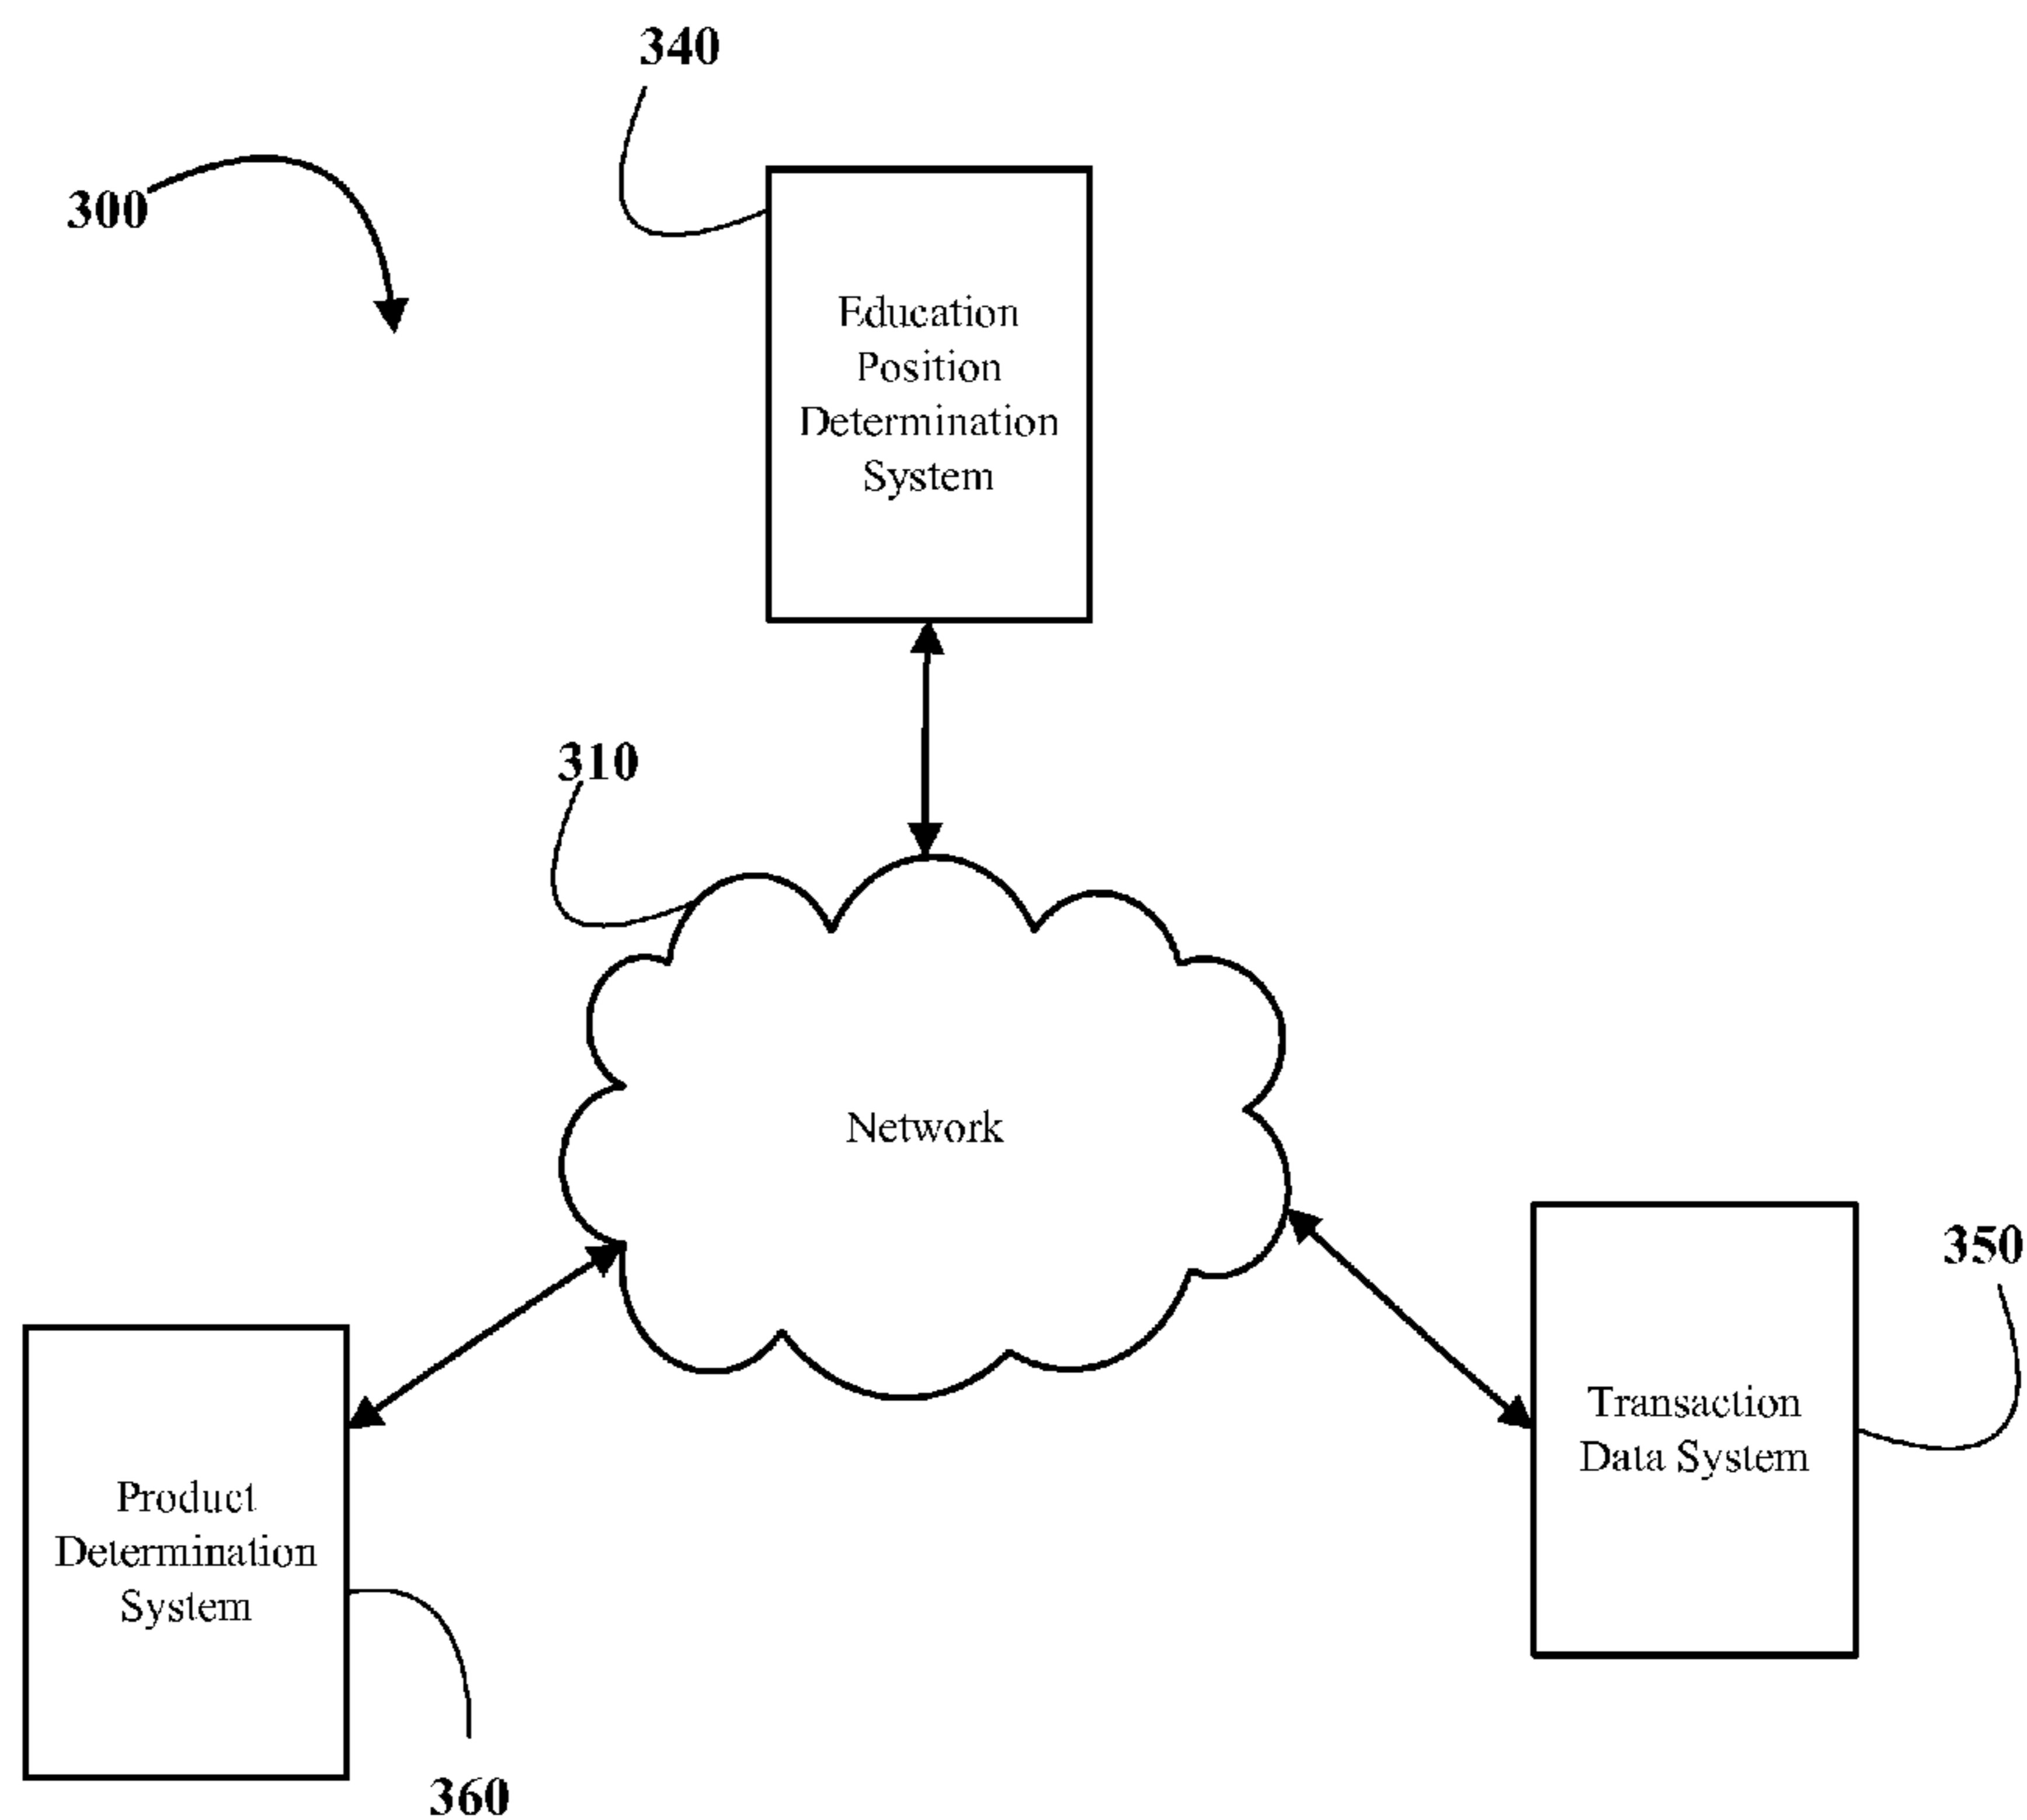 340
300
Education
Position
Determination
System
310
Network
350
Transaction
Data System
Product
Determination
System
360